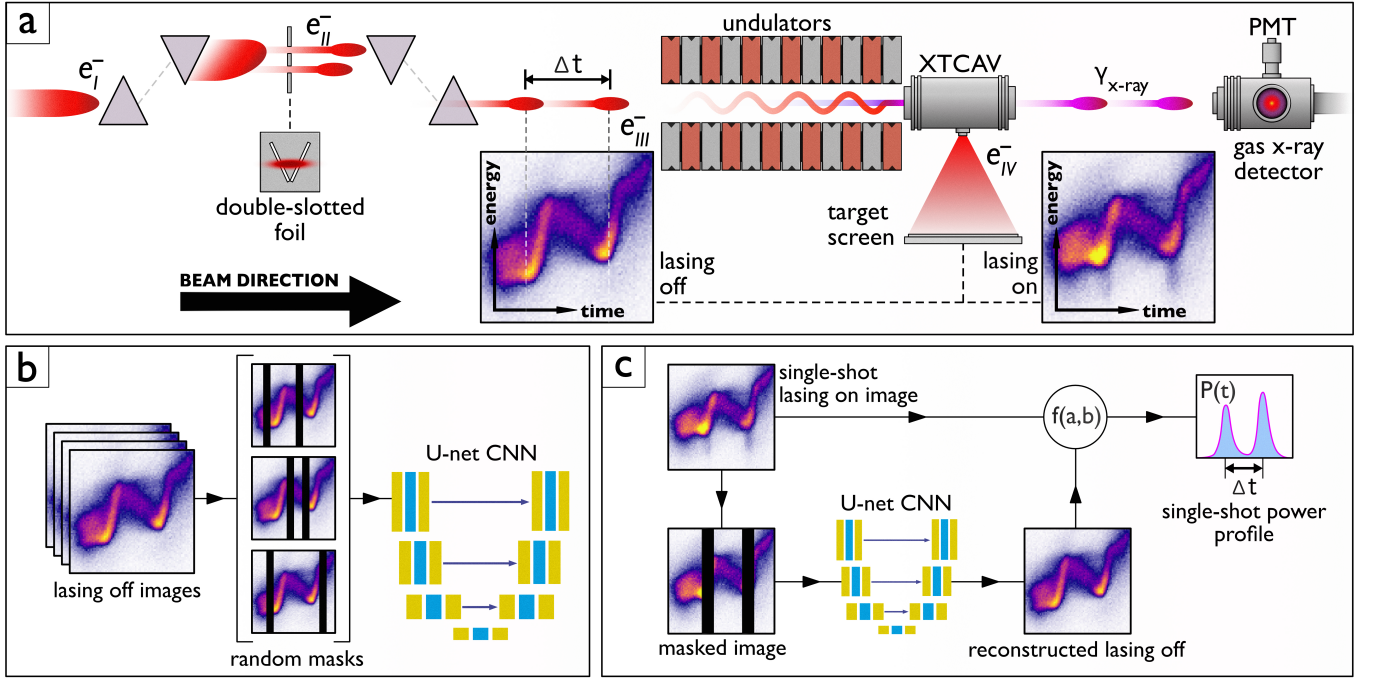 a
e⁻I
e⁻II
double-slotted
foil
BEAM DIRECTION
Δt
e⁻III
energy
time
lasing
off
undulators
XTCAV
e⁻IV
target
screen
lasing
on
energy
time
γx-ray
PMT
gas x-ray
detector
b
lasing off images
random masks
U-net CNN
c
single-shot
lasing on image
masked image
U-net CNN
reconstructed lasing off
f(a,b)
P(t)
Δt
single-shot power
profile